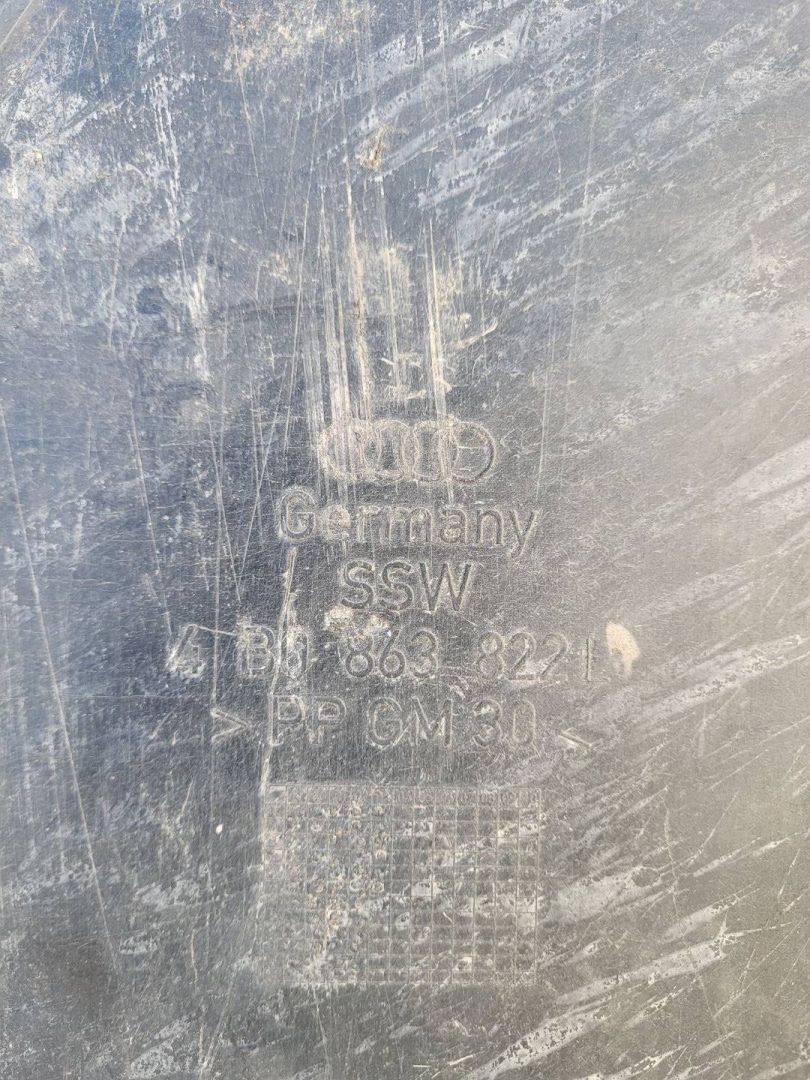 Germany
SSW
4 B0 863 822 I
> PP GM 30 <